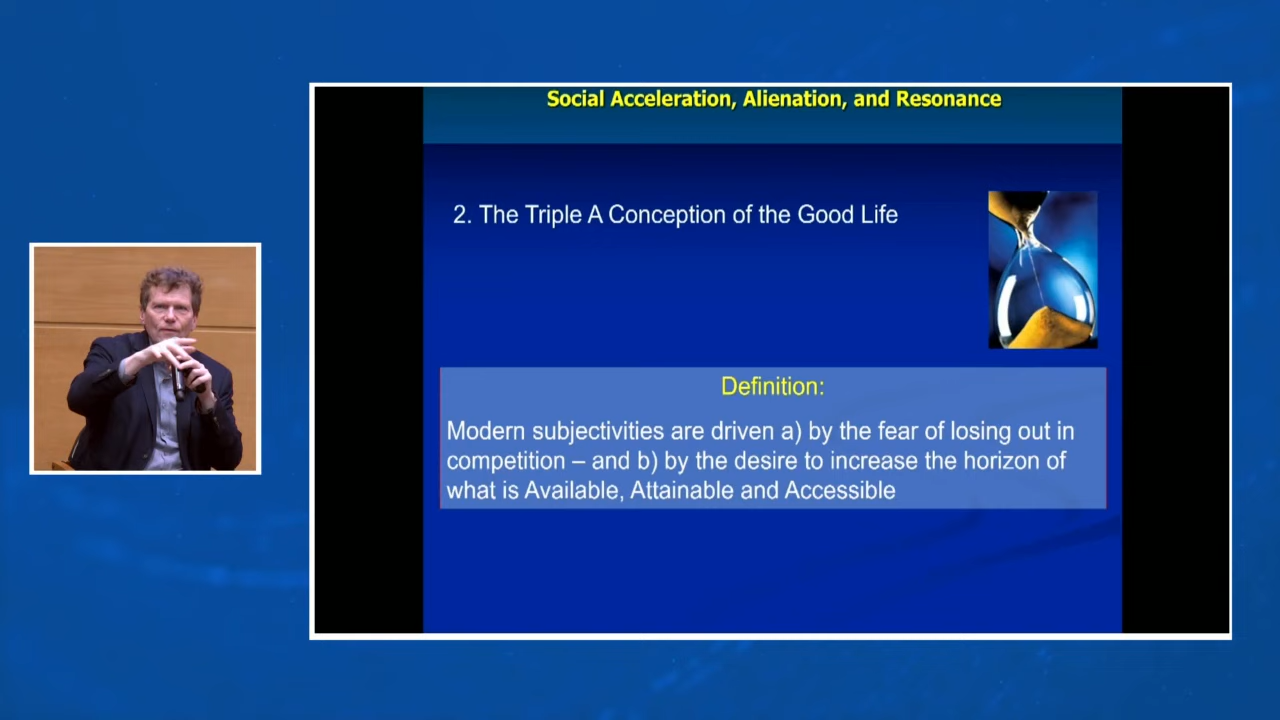 Social Acceleration, Alienation, and Resonance
2. The Triple A Conception of the Good Life
Definition:
Modern subjectivities are driven a) by the fear of losing out in
competition – and b) by the desire to increase the horizon of
what is Available, Attainable and Accessible